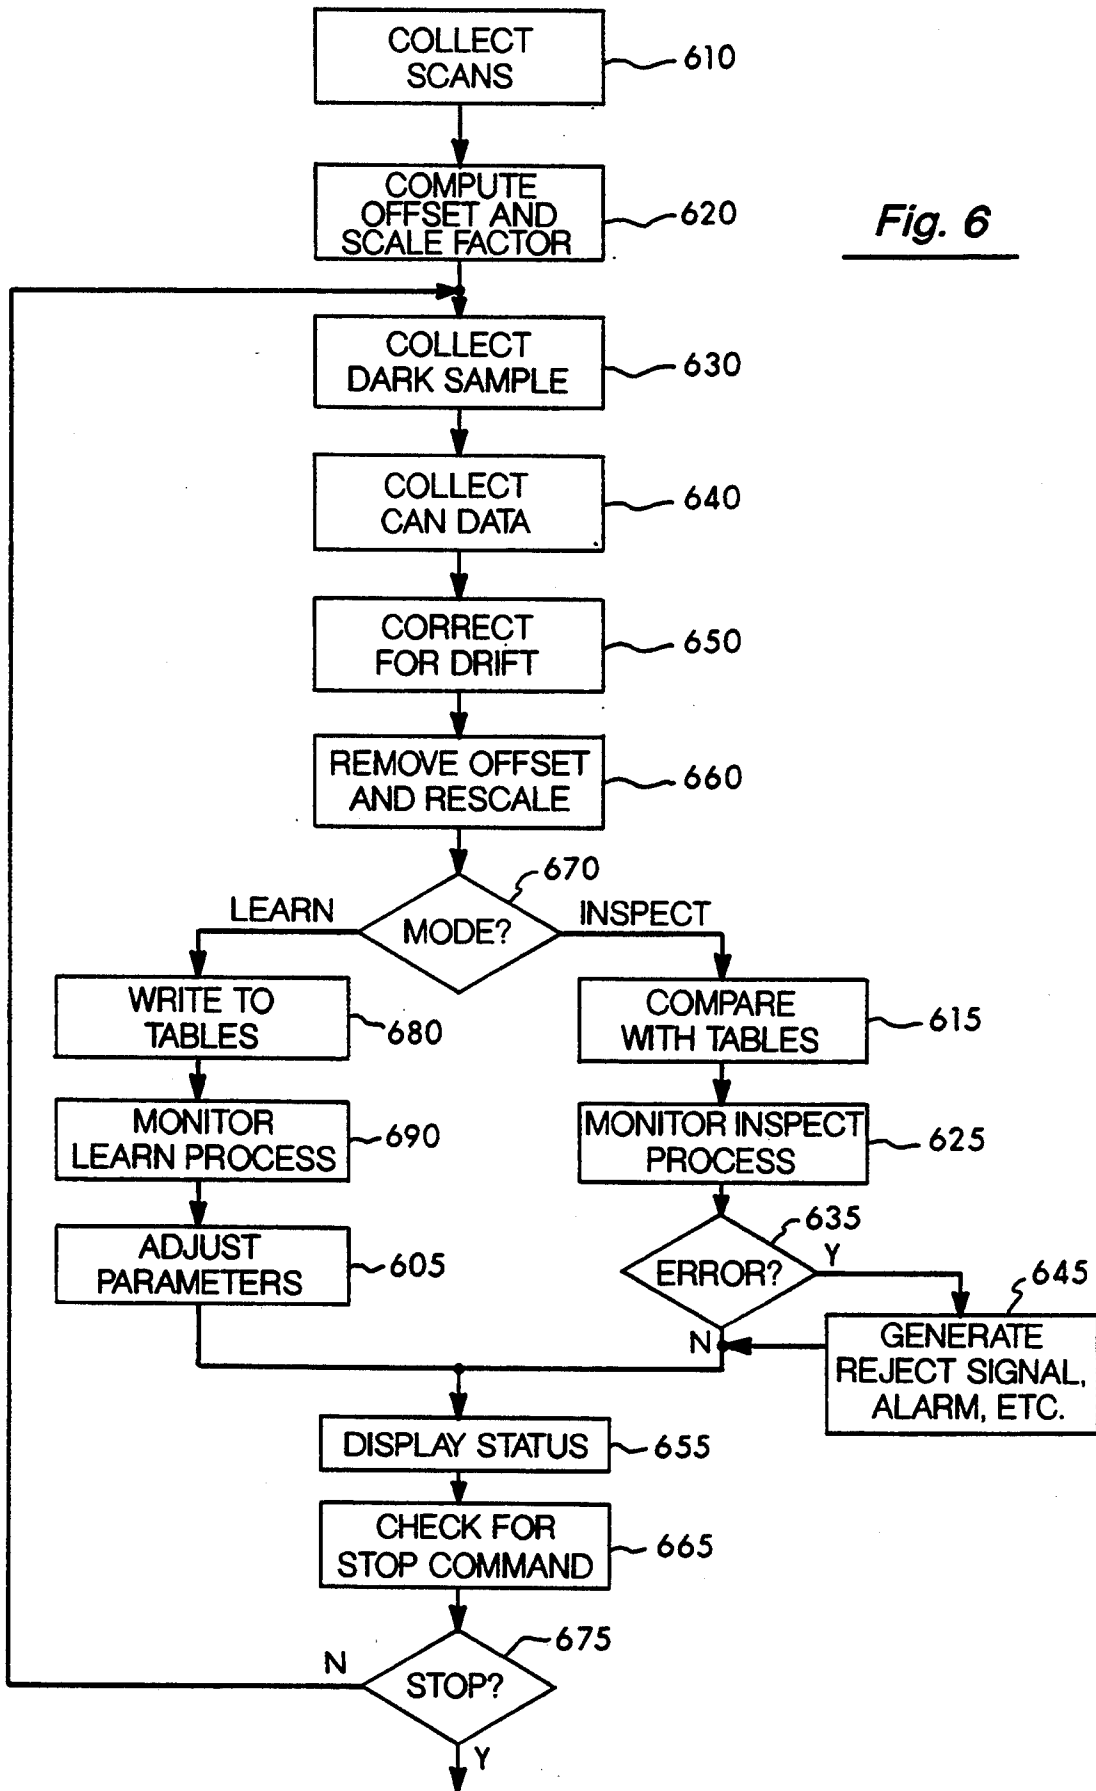 COLLECT
SCANS
610
COMPUTE
OFFSET AND
SCALE FACTOR
620
Fig. 6
COLLECT
DARK SAMPLE
630
COLLECT
CAN DATA
640
CORRECT
FOR DRIFT
650
REMOVE OFFSET
AND RESCALE
660
670
LEARN
MODE?
INSPECT
WRITE TO
TABLES
680
COMPARE
WITH TABLES
615
MONITOR
LEARN PROCESS
690
MONITOR INSPECT
PROCESS
625
ADJUST
PARAMETERS
605
635
ERROR?
Y
N
645
GENERATE
REJECT SIGNAL,
ALARM, ETC.
DISPLAY STATUS
655
CHECK FOR
STOP COMMAND
665
675
N
STOP?
Y